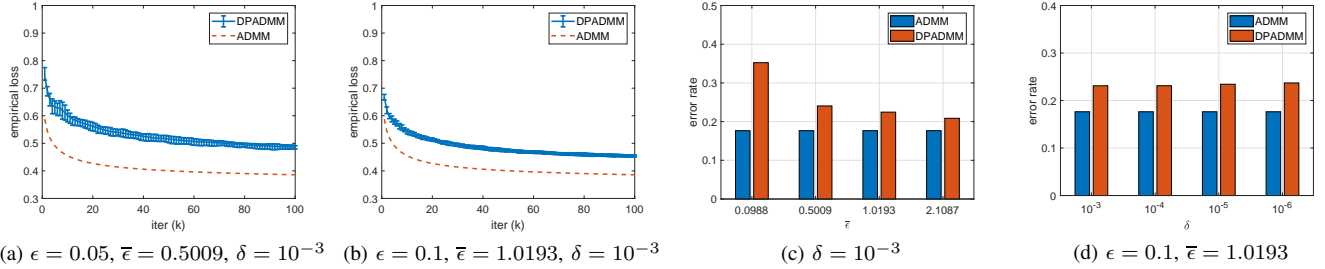 1
0.9
0.8
0.7
0.6
0.5
0.4
0.3
empirical loss
0 20 40 60 80 100
iter (k)
DPADMM
ADMM
(a) ϵ = 0.05, ϵ̅ = 0.5009, δ = 10⁻³
1
0.9
0.8
0.7
0.6
0.5
0.4
0.3
empirical loss
0 20 40 60 80 100
iter (k)
DPADMM
ADMM
(b) ϵ = 0.1, ϵ̅ = 1.0193, δ = 10⁻³
0.5
0.4
0.3
0.2
0.1
0
error rate
0.0988 0.5009 1.0193 2.1087
ϵ̅
ADMM
DPADMM
(c) δ = 10⁻³
0.4
0.3
0.2
0.1
0
error rate
10⁻³ 10⁻⁴ 10⁻⁵ 10⁻⁶
δ
ADMM
DPADMM
(d) ϵ = 0.1, ϵ̅ = 1.0193